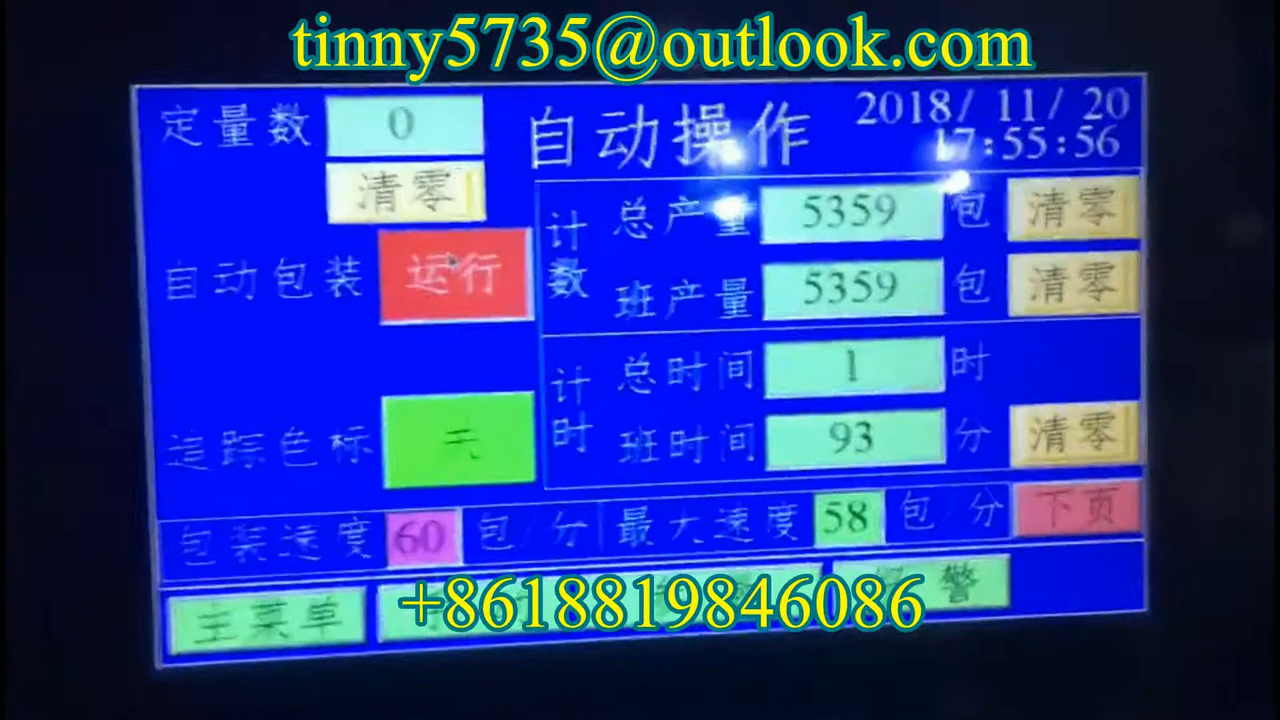 tinny5735@outlook.com
定量数 0 自动操作 2018/ 11/ 20
17:55:56
清零
计数 总产量 5359 包 清零
自动包装 运行
班产量 5359 包 清零
计时 总时间 1 时
追踪色标 无
班时间 93 分 清零
包装速度 60 包/分 最大速度 58 包/分 下页
主菜单 警
+8618819846086